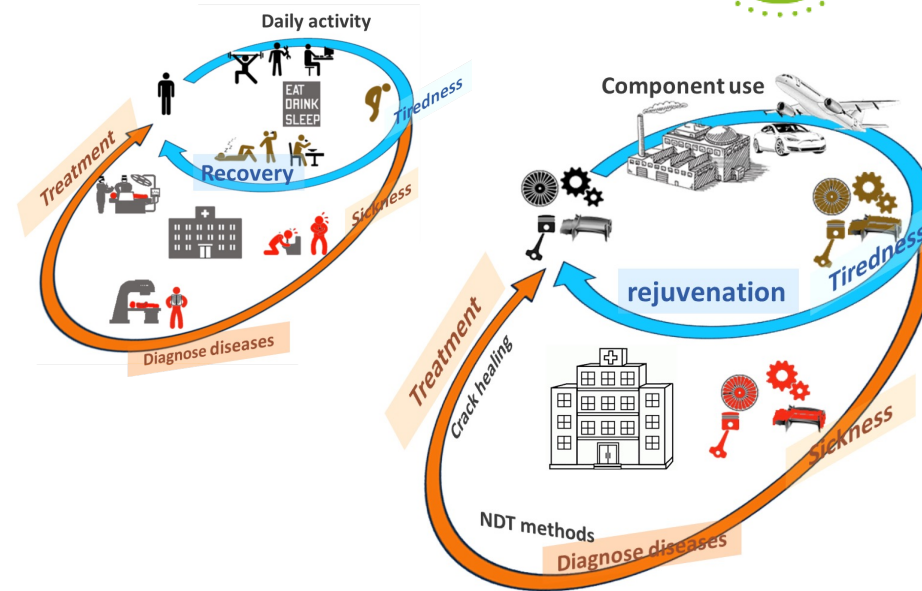 Daily activity
EAT
DRINK
SLEEP
Tiredness
Treatment
Recovery
Sickness
Diagnose diseases
Component use
Tiredness
rejuvenation
Treatment
Crack healing
Sickness
NDT methods
Diagnose diseases